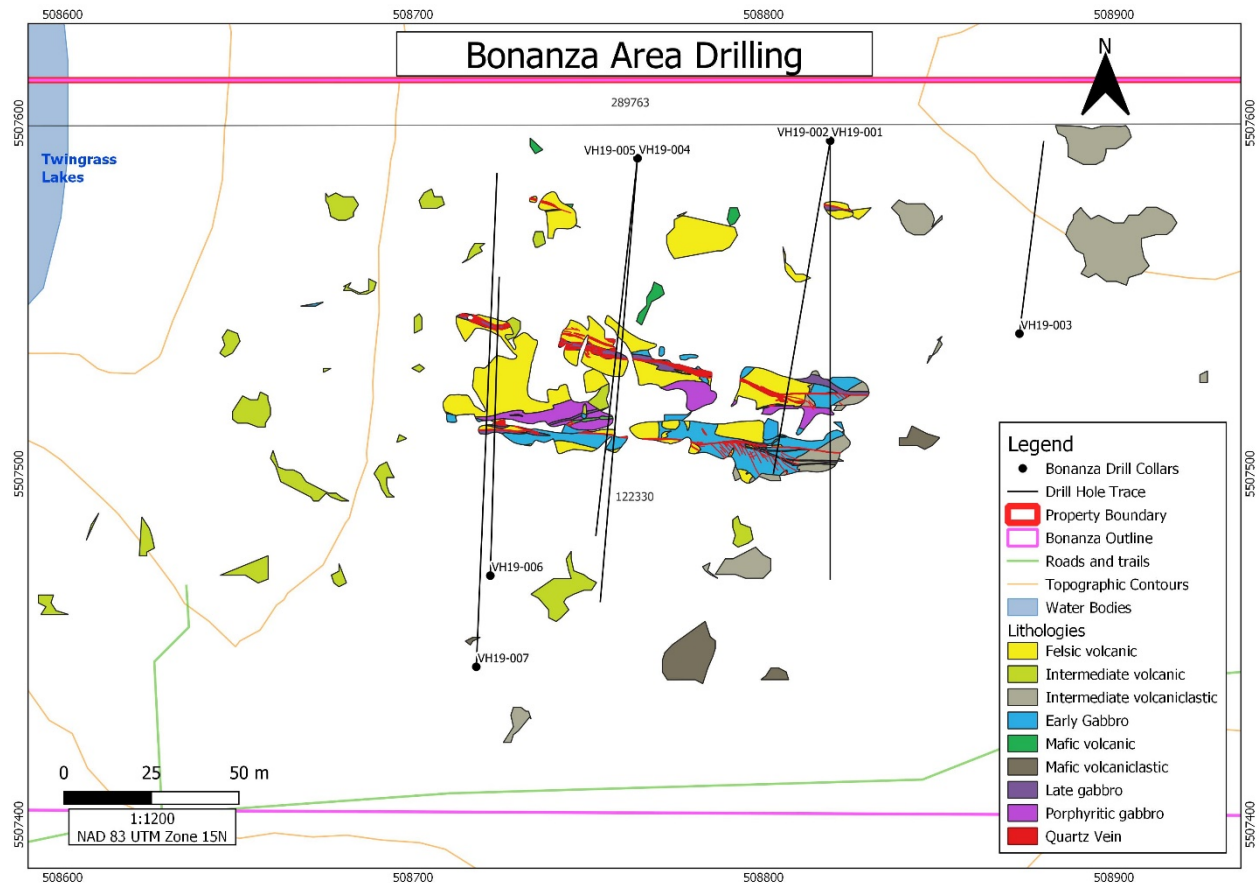 508600 508700 508800 508900
Bonanza Area Drilling
N
5507600 5507600
289763
VH19-002 VH19-001
VH19-005 VH19-004
Twingrass
Lakes
VH19-003
5507500 5507500
122330
VH19-006
VH19-007
Legend
Bonanza Drill Collars
Drill Hole Trace
Property Boundary
Bonanza Outline
Roads and trails
Topographic Contours
Water Bodies
Lithologies
Felsic volcanic
Intermediate volcanic
Intermediate volcaniclastic
Early Gabbro
Mafic volcanic
Mafic volcaniclastic
Late gabbro
Porphyritic gabbro
Quartz Vein
0 25 50 m
1:1200
NAD 83 UTM Zone 15N
5507400 5507400
508600 508700 508800 508900